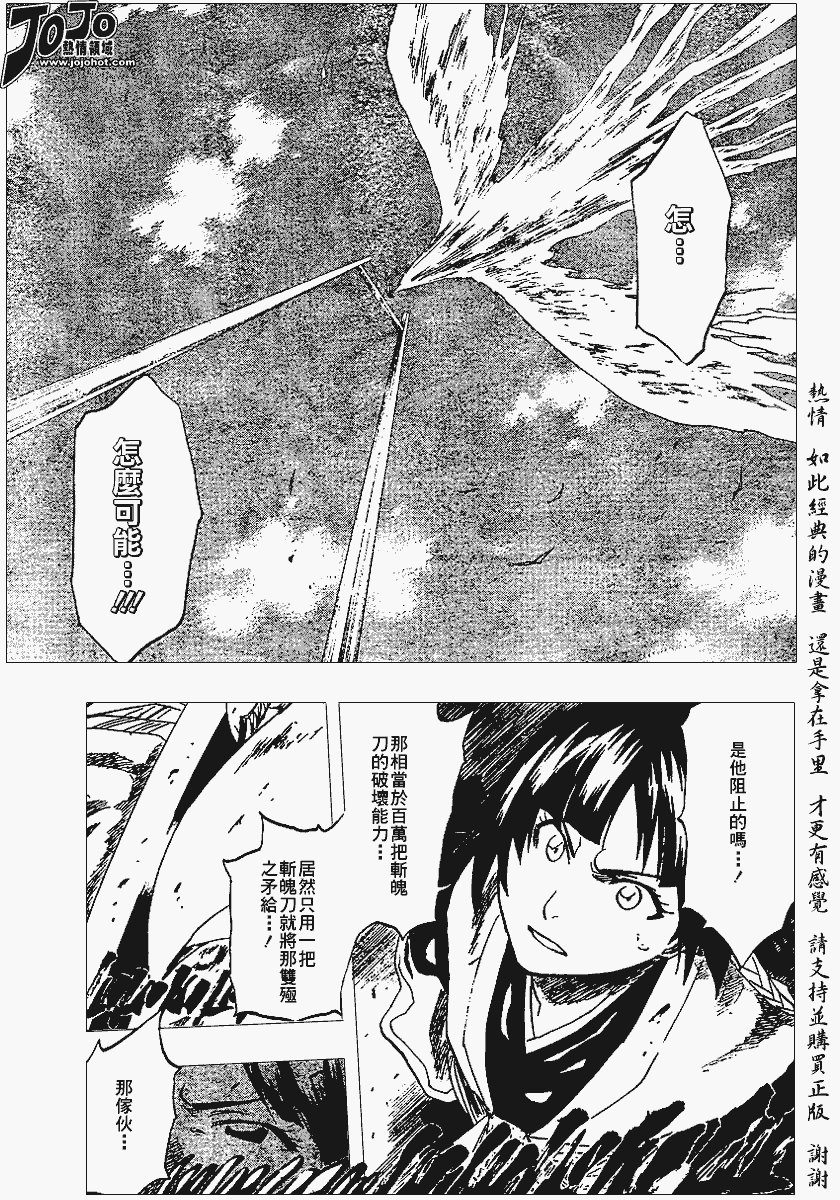 JOJO
熱情領域
www.jojohot.com
怎…
怎麼可能…!!!
是他阻止的嗎…!
那相當於百萬把斬魄
刀的破壞能力…
居然只用一把
斬魄刀就將那雙殛
之矛給…!
那傢伙…
熱情 如此經典的漫畫 還是拿在手里 才更有感覺 請支持並購買正版 謝謝